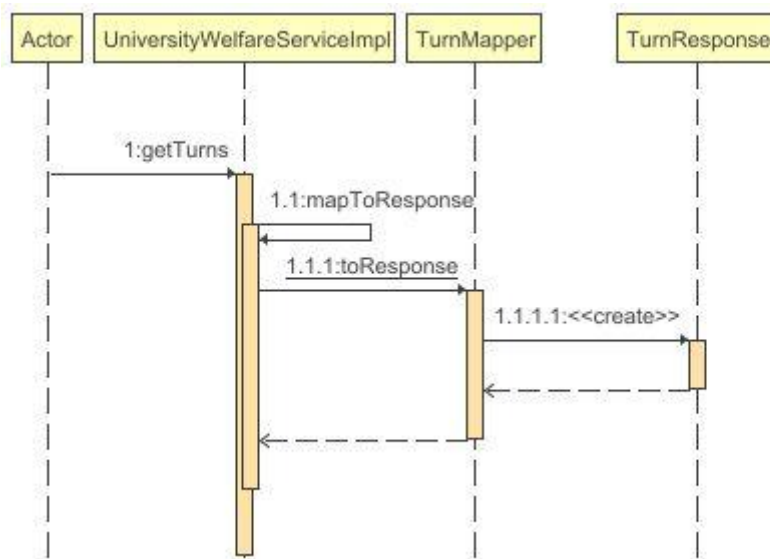 Actor
UniversityWelfareServiceImpl
TurnMapper
TurnResponse
1:getTurns
1.1:mapToResponse
1.1.1:toResponse
1.1.1.1:<<create>>